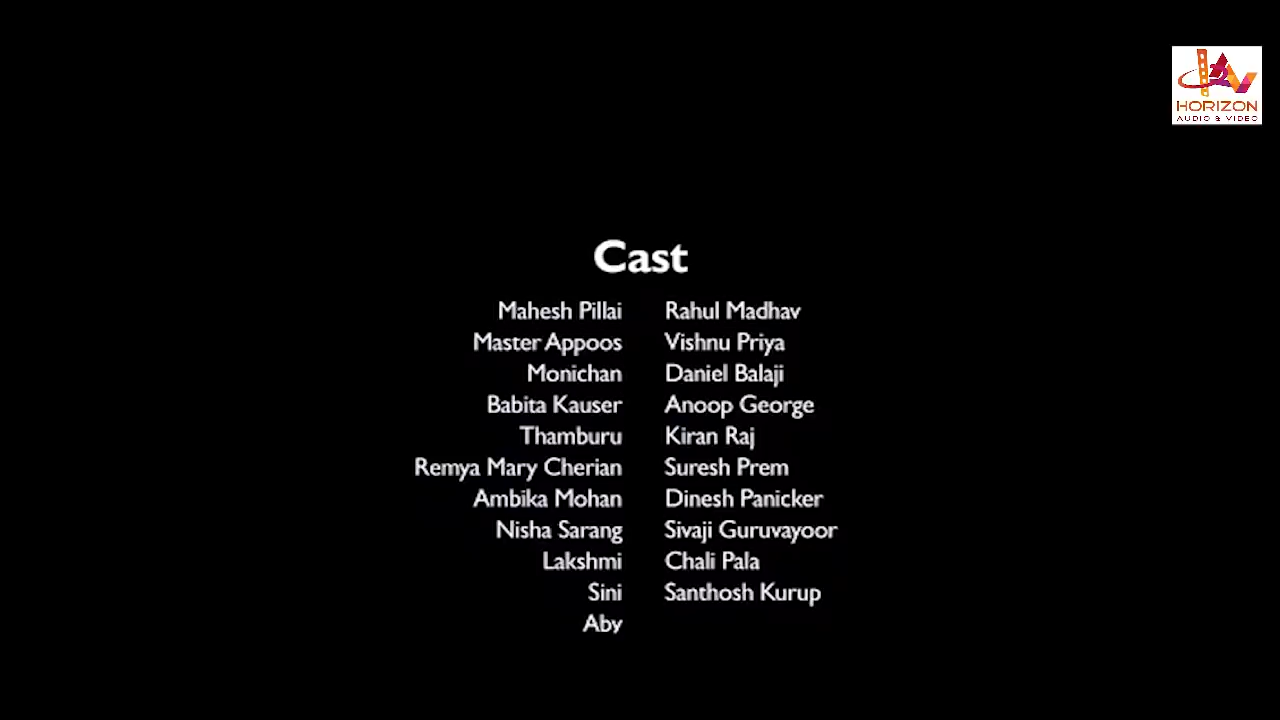 HORIZON
AUDIO & VIDEO
Cast
Mahesh Pillai Rahul Madhav
Master Appoos Vishnu Priya
Monichan Daniel Balaji
Babita Kauser Anoop George
Thamburu Kiran Raj
Remya Mary Cherian Suresh Prem
Ambika Mohan Dinesh Panicker
Nisha Sarang Sivaji Guruvayoor
Lakshmi Chali Pala
Sini Santhosh Kurup
Aby